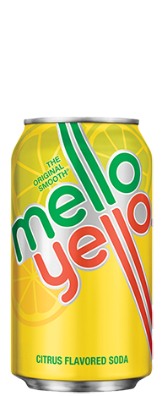 THE
ORIGINAL
SMOOTH®
mello
yello
CITRUS FLAVORED SODA